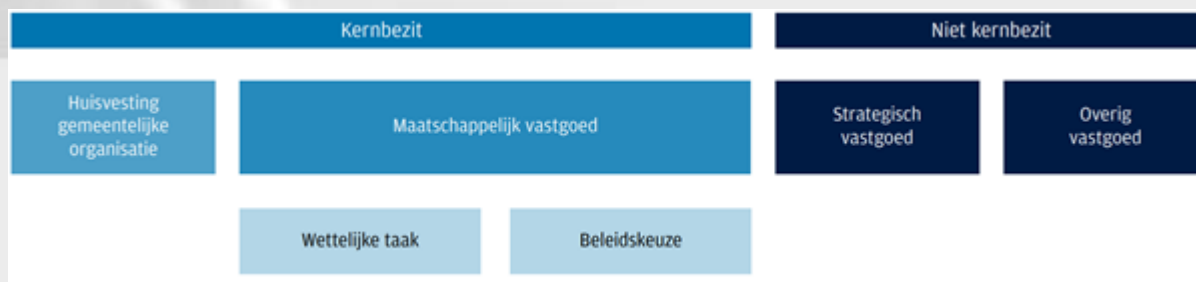 Kernbezit
Niet kernbezit
Huisvesting
gemeentelijke
organisatie
Maatschappelijk vastgoed
Strategisch
vastgoed
Overig
vastgoed
Wettelijke taak
Beleidskeuze